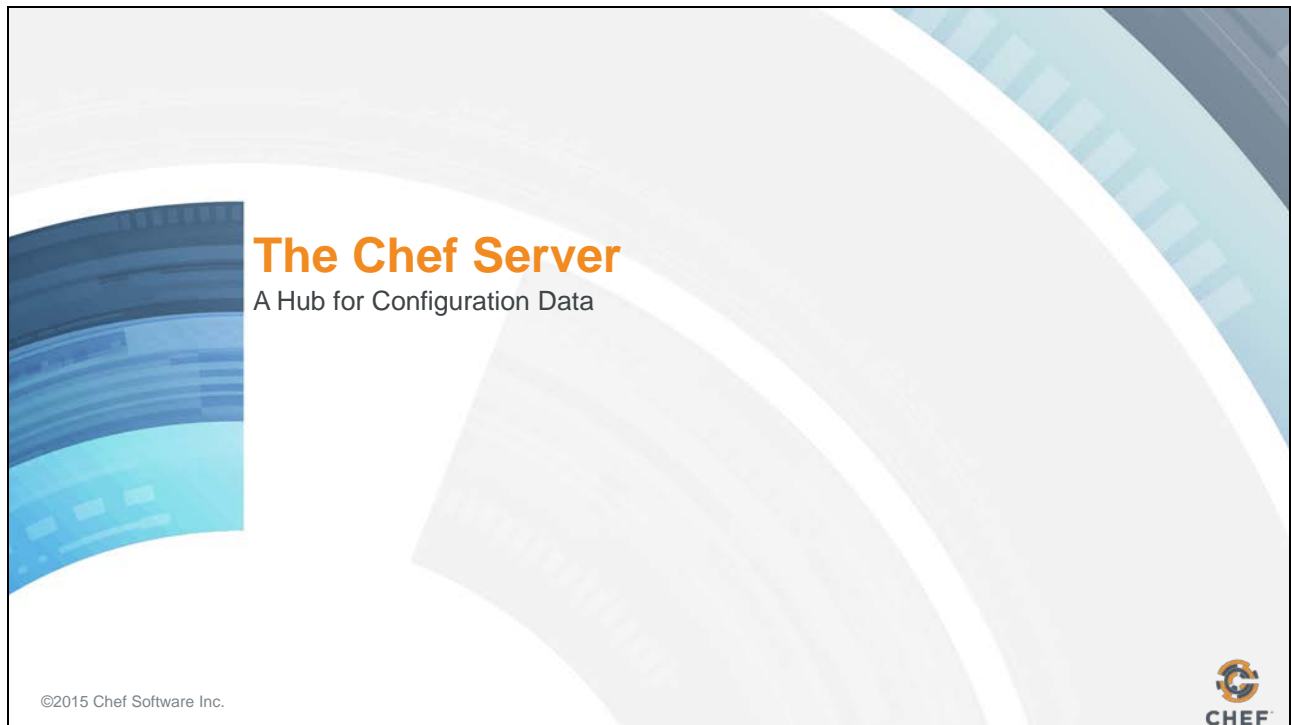 The Chef Server
A Hub for Configuration Data
©2015 Chef Software Inc.
CHEF